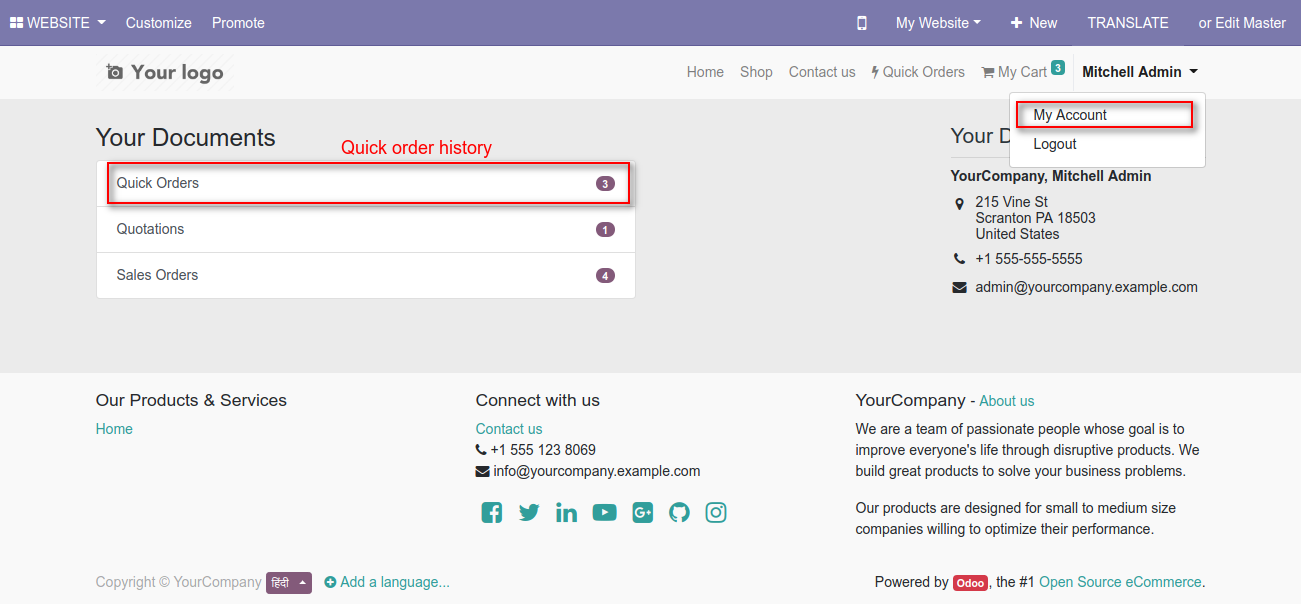 WEBSITE Customize Promote My Website New TRANSLATE or Edit Master
Your logo Home Shop Contact us Quick Orders My Cart 3 Mitchell Admin
My Account
Logout
Your Documents
Quick order history
Quick Orders 3
Quotations 1
Sales Orders 4
Your D
YourCompany, Mitchell Admin
215 Vine St
Scranton PA 18503
United States
+1 555-555-5555
admin@yourcompany.example.com
Our Products & Services
Home
Connect with us
Contact us
+1 555 123 8069
info@yourcompany.example.com
YourCompany - About us
We are a team of passionate people whose goal is to
improve everyone's life through disruptive products. We
build great products to solve your business problems.
Our products are designed for small to medium size
companies willing to optimize their performance.
Copyright © YourCompany हिंदी Add a language...
Powered by Odoo, the #1 Open Source eCommerce.